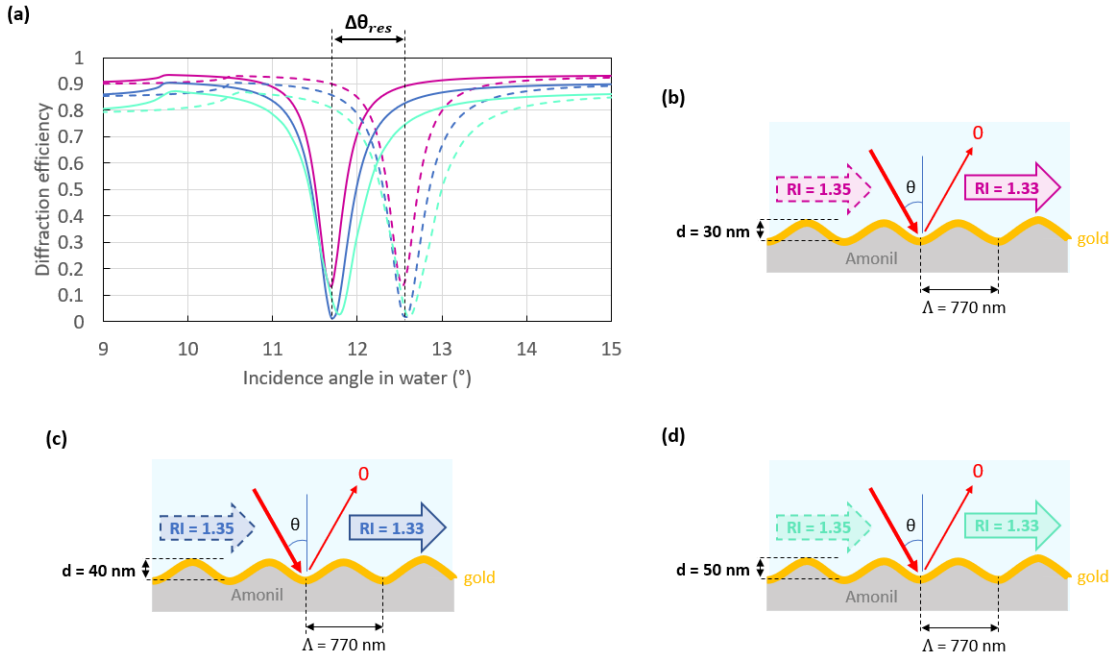 (a)
Δθres
Diffraction efficiency
1
0.9
0.8
0.7
0.6
0.5
0.4
0.3
0.2
0.1
0
9 10 11 12 13 14 15
Incidence angle in water (°)
(b)
0
θ
RI = 1.35
RI = 1.33
d = 30 nm
gold
Amonil
Λ = 770 nm
(c)
0
θ
RI = 1.35
RI = 1.33
d = 40 nm
gold
Amonil
Λ = 770 nm
(d)
0
θ
RI = 1.35
RI = 1.33
d = 50 nm
gold
Amonil
Λ = 770 nm